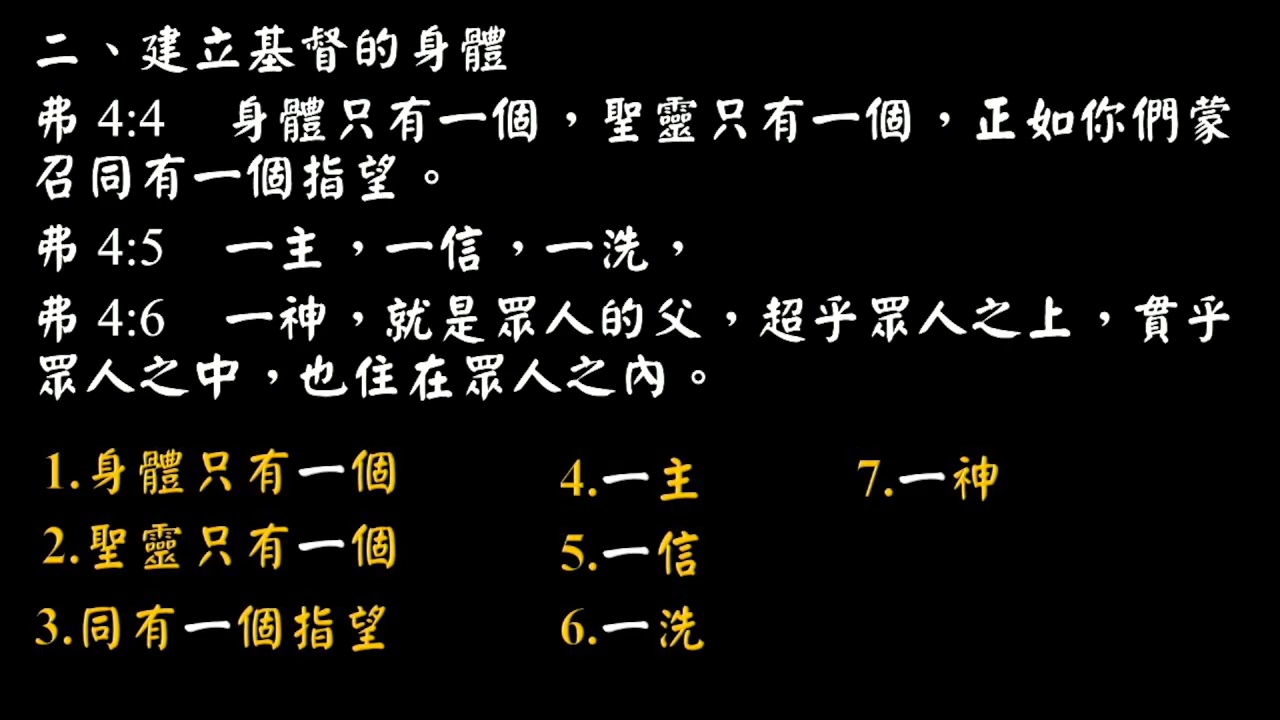 二、建立基督的身體
弗 4:4　身體只有一個，聖靈只有一個，正如你們蒙
召同有一個指望。
弗 4:5　一主，一信，一洗，
弗 4:6　一神，就是眾人的父，超乎眾人之上，貫乎
眾人之中，也住在眾人之內。
1.身體只有一個
2.聖靈只有一個
3.同有一個指望
4.一主
5.一信
6.一洗
7.一神